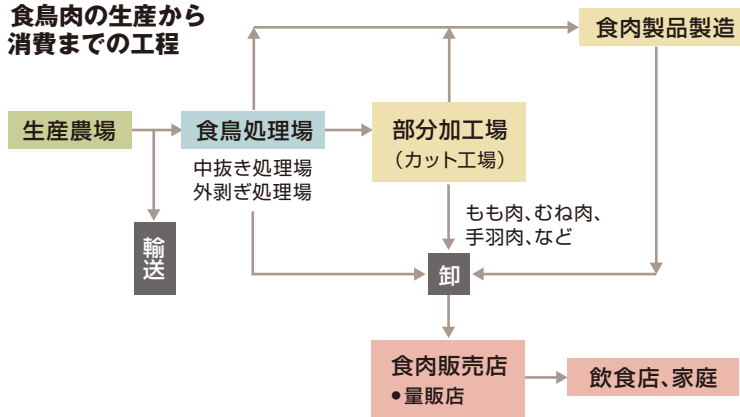 食鳥肉の生産から
消費までの工程
食肉製品製造
生産農場
食鳥処理場
部分加工場
（カット工場）
中抜き処理場
外剥ぎ処理場
もも肉、むね肉、
手羽肉、など
輸送
卸
食肉販売店
●量販店
飲食店、家庭